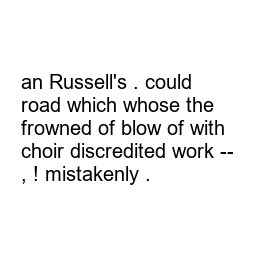 an Russell's . could
road which whose the
frowned of blow of with
choir discredited work --
, ! mistakenly .